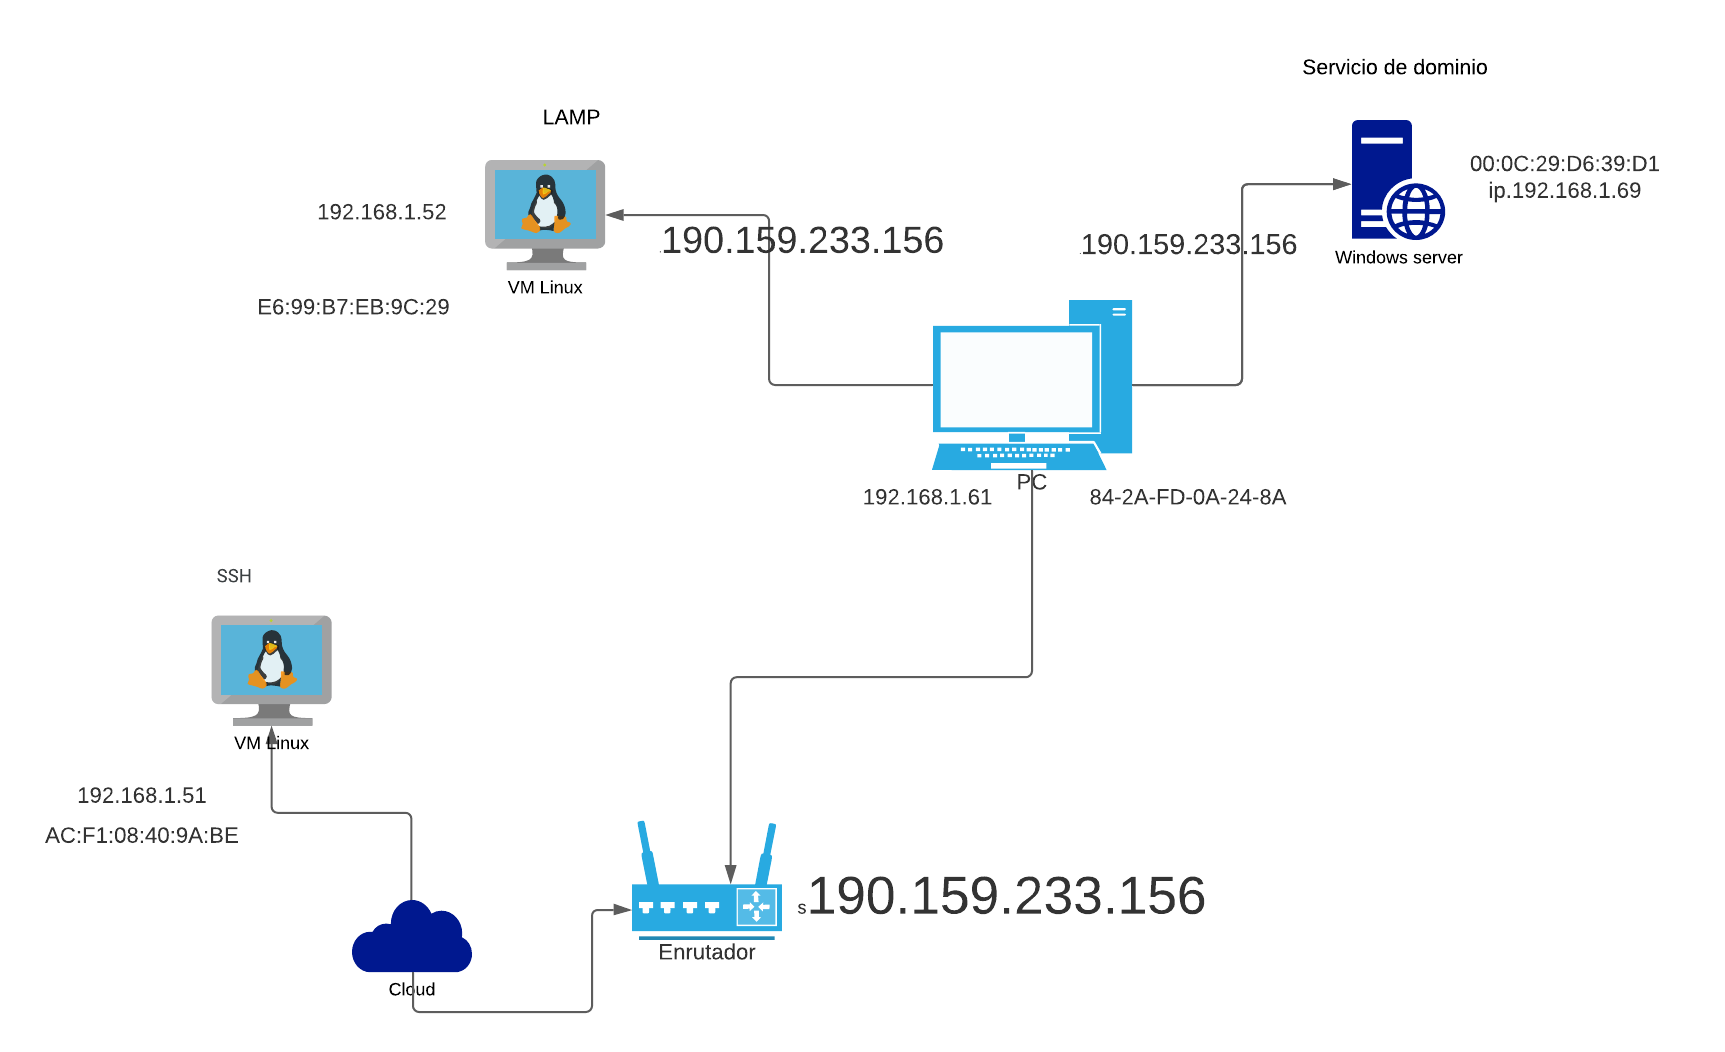 Servicio de dominio
LAMP
00:0C:29:D6:39:D1
ip.192.168.1.69
192.168.1.52
190.159.233.156
190.159.233.156
Windows server
VM Linux
E6:99:B7:EB:9C:29
PC
192.168.1.61
84-2A-FD-0A-24-8A
SSH
VM Linux
192.168.1.51
AC:F1:08:40:9A:BE
s190.159.233.156
Enrutador
Cloud